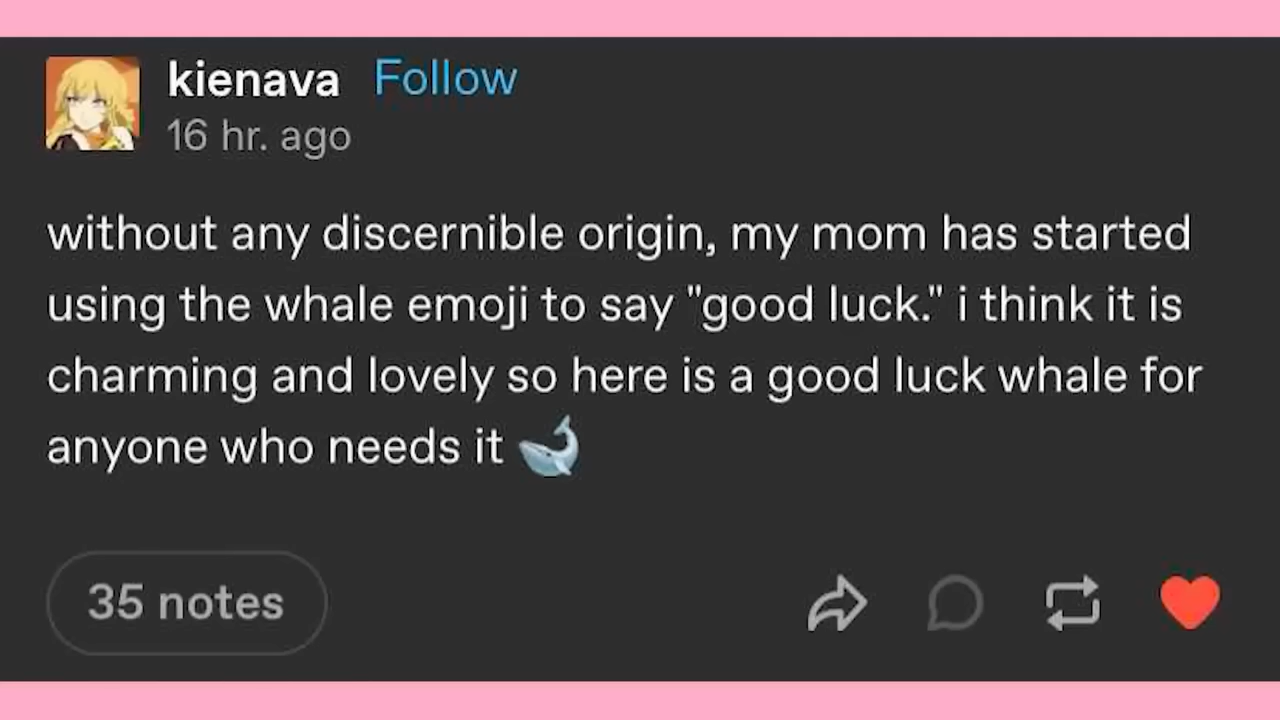 kienava Follow
16 hr. ago
without any discernible origin, my mom has started
using the whale emoji to say "good luck." i think it is
charming and lovely so here is a good luck whale for
anyone who needs it 🐋
35 notes